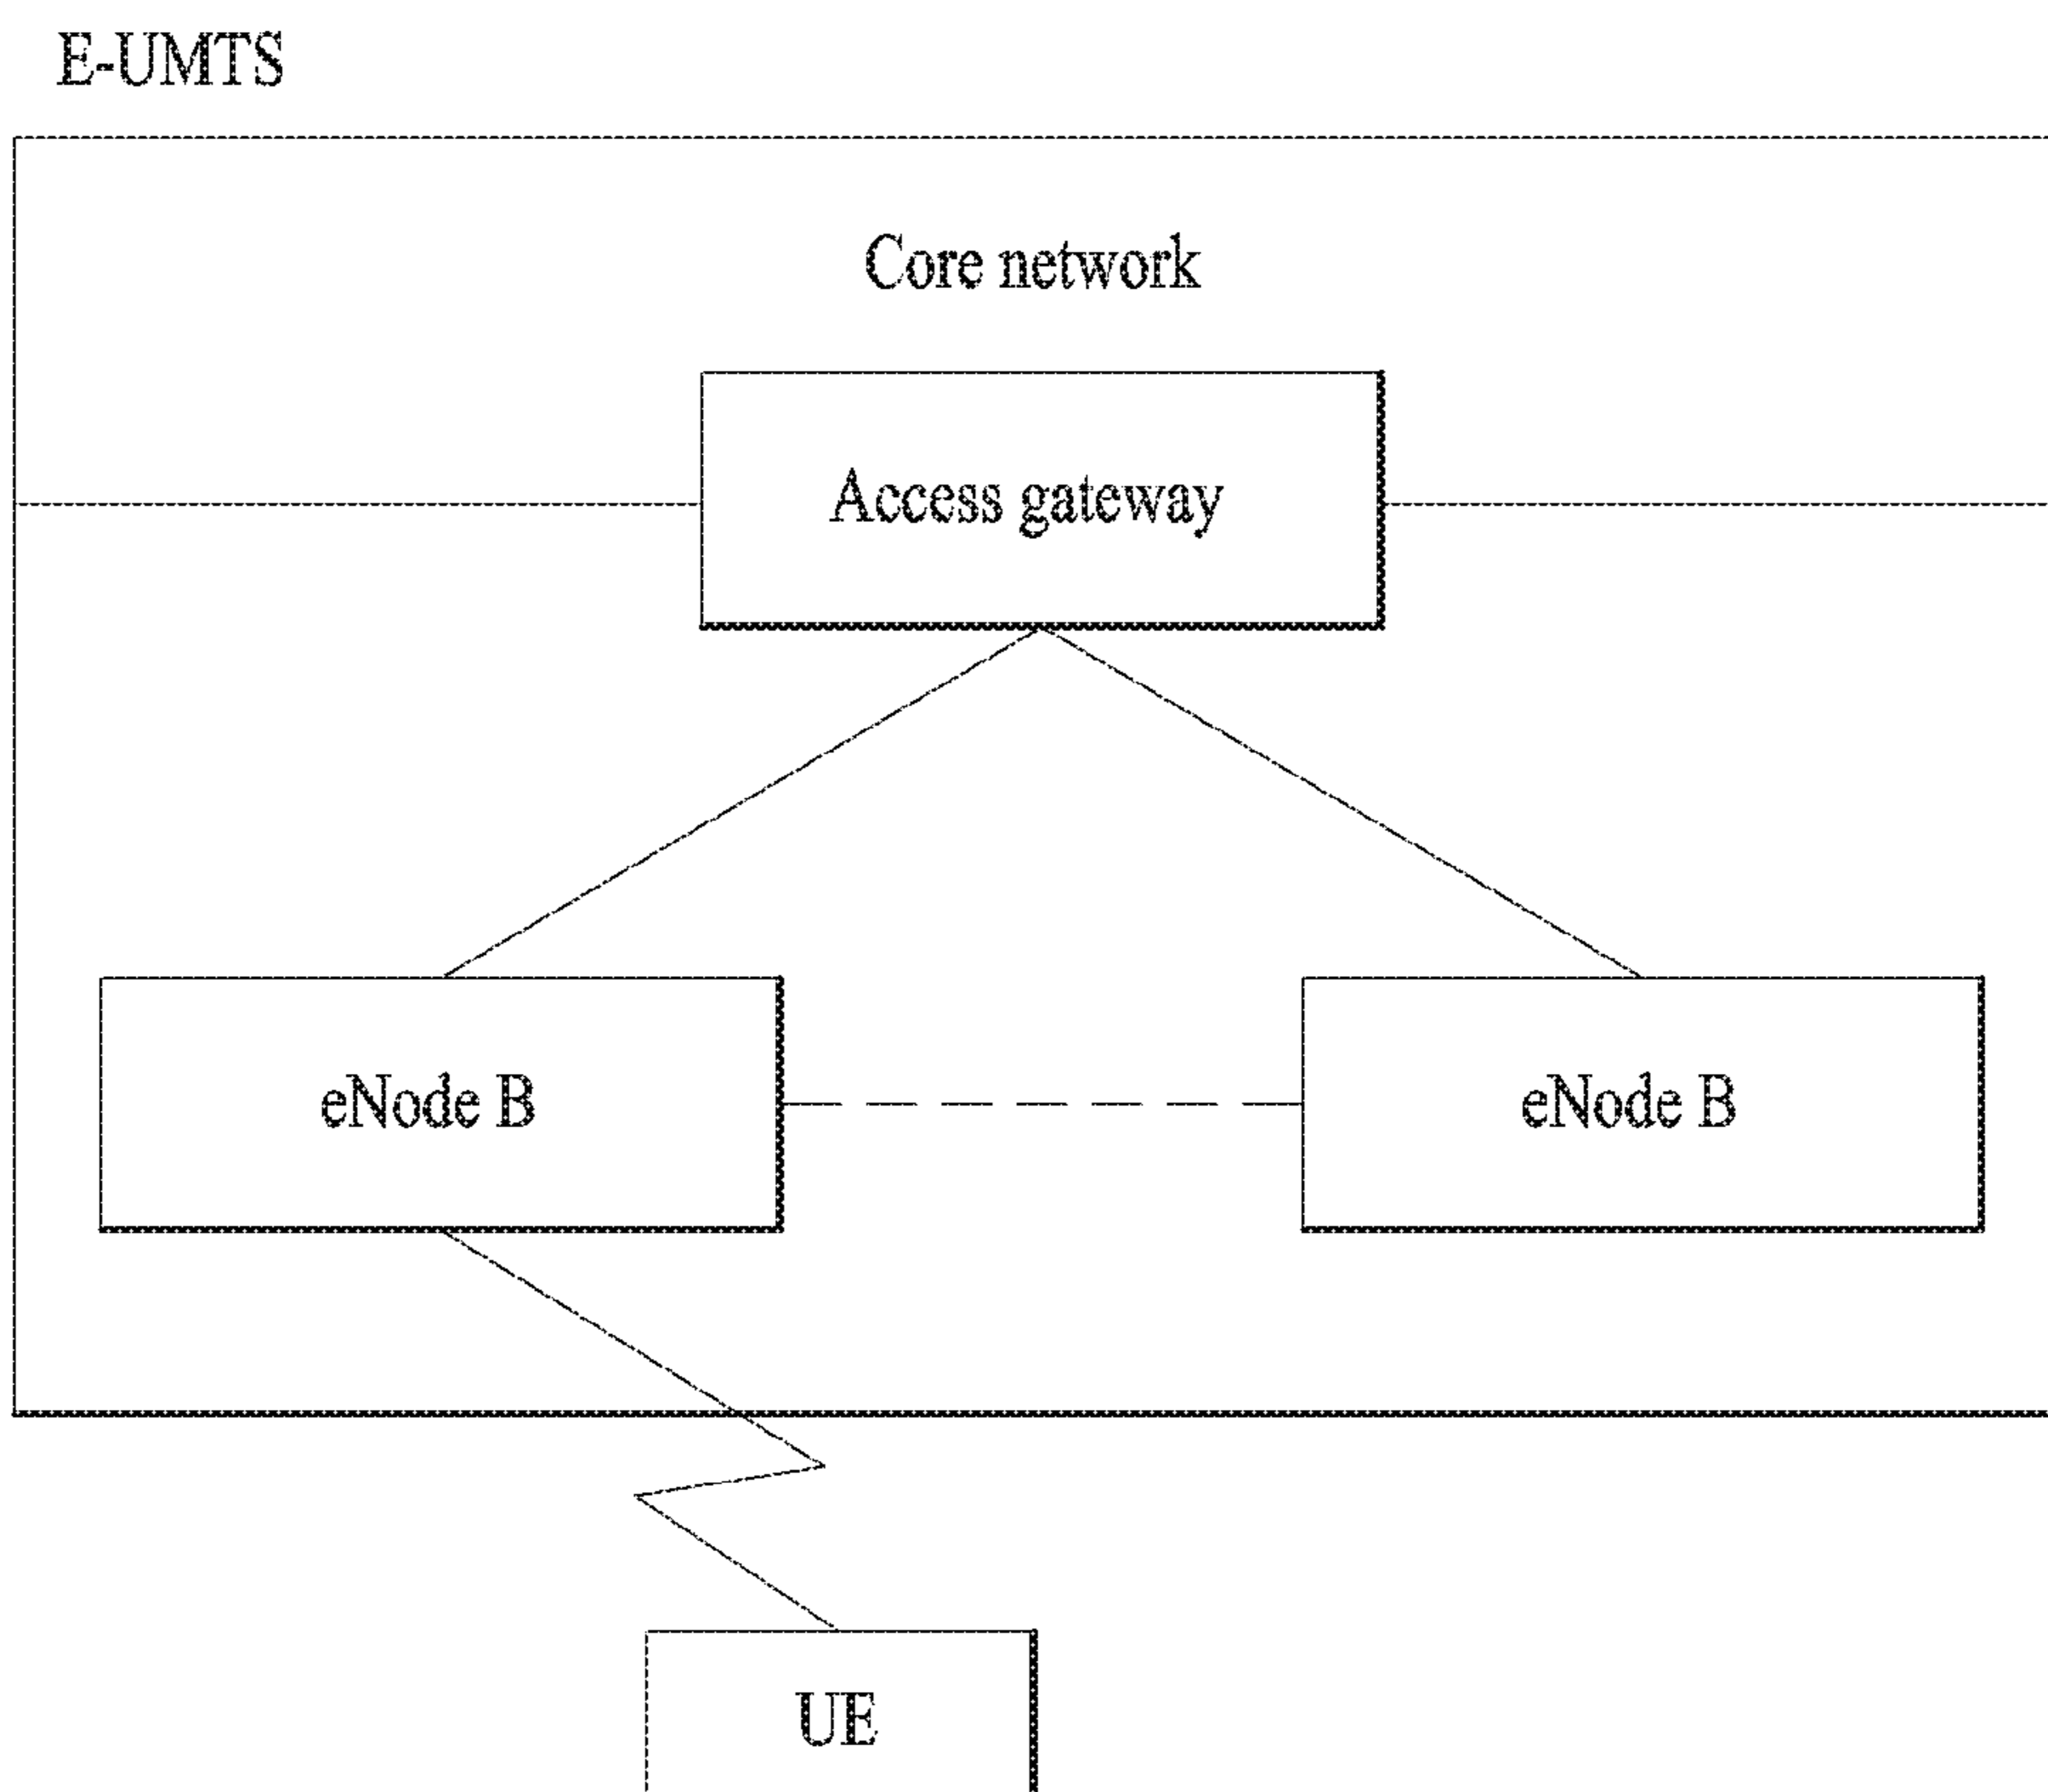 E-UMTS
Core network
Access gateway
eNode B
eNode B
UE